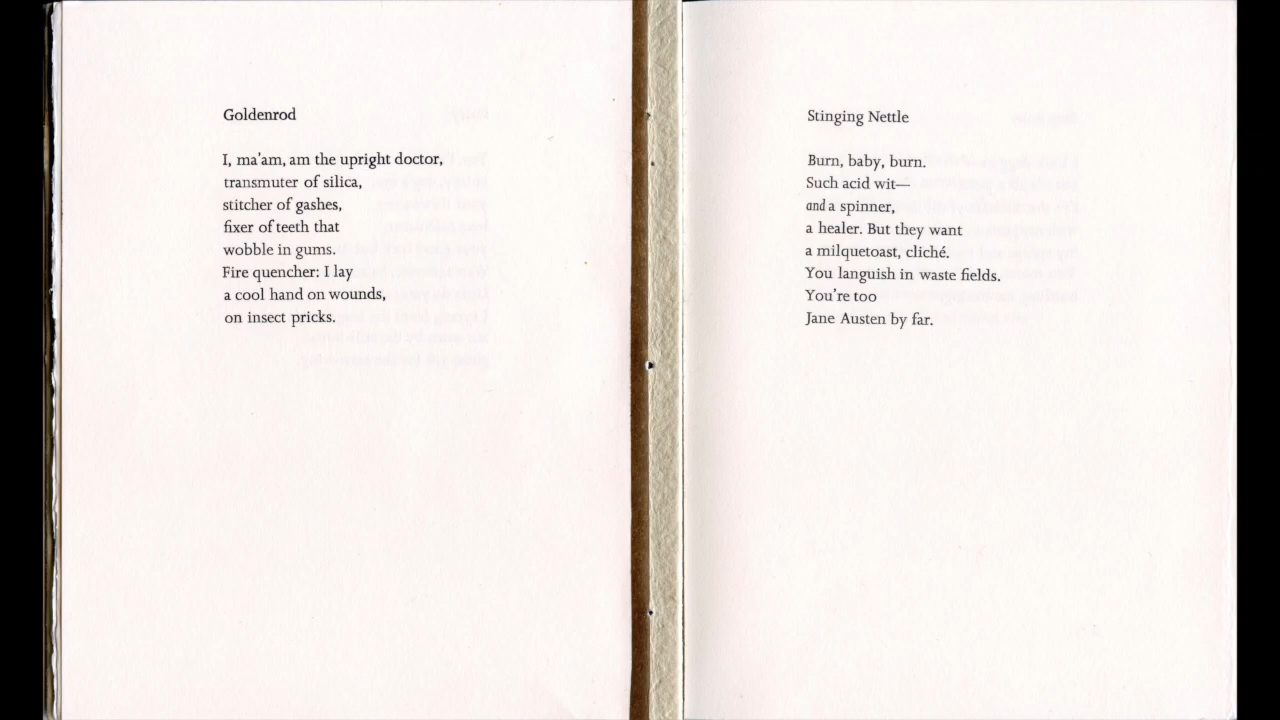 Goldenrod
I, ma'am, am the upright doctor,
transmuter of silica,
stitcher of gashes,
fixer of teeth that
wobble in gums.
Fire quencher: I lay
a cool hand on wounds,
on insect pricks.
Stinging Nettle
Burn, baby, burn.
Such acid wit—
and a spinner,
a healer. But they want
a milquetoast, cliché.
You languish in waste fields.
You're too
Jane Austen by far.